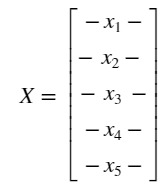 − x₁ −
− x₂ −
X = − x₃ −
− x₄ −
− x₅ −